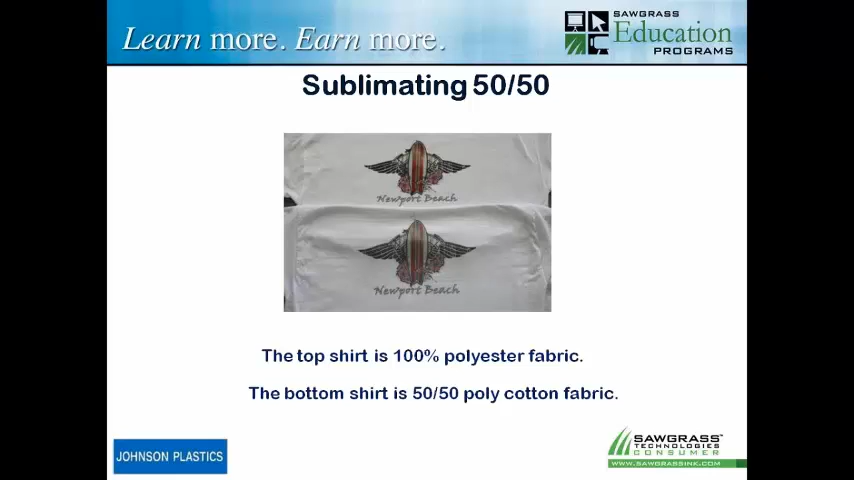 Learn more. Earn more.
SAWGRASS
Education
PROGRAMS
Sublimating 50/50
Newport Beach
Newport Beach
The top shirt is 100% polyester fabric.
The bottom shirt is 50/50 poly cotton fabric.
JOHNSON PLASTICS
SAWGRASS™
TECHNOLOGIES
CONSUMER
WWW.SAWGRASSINK.COM